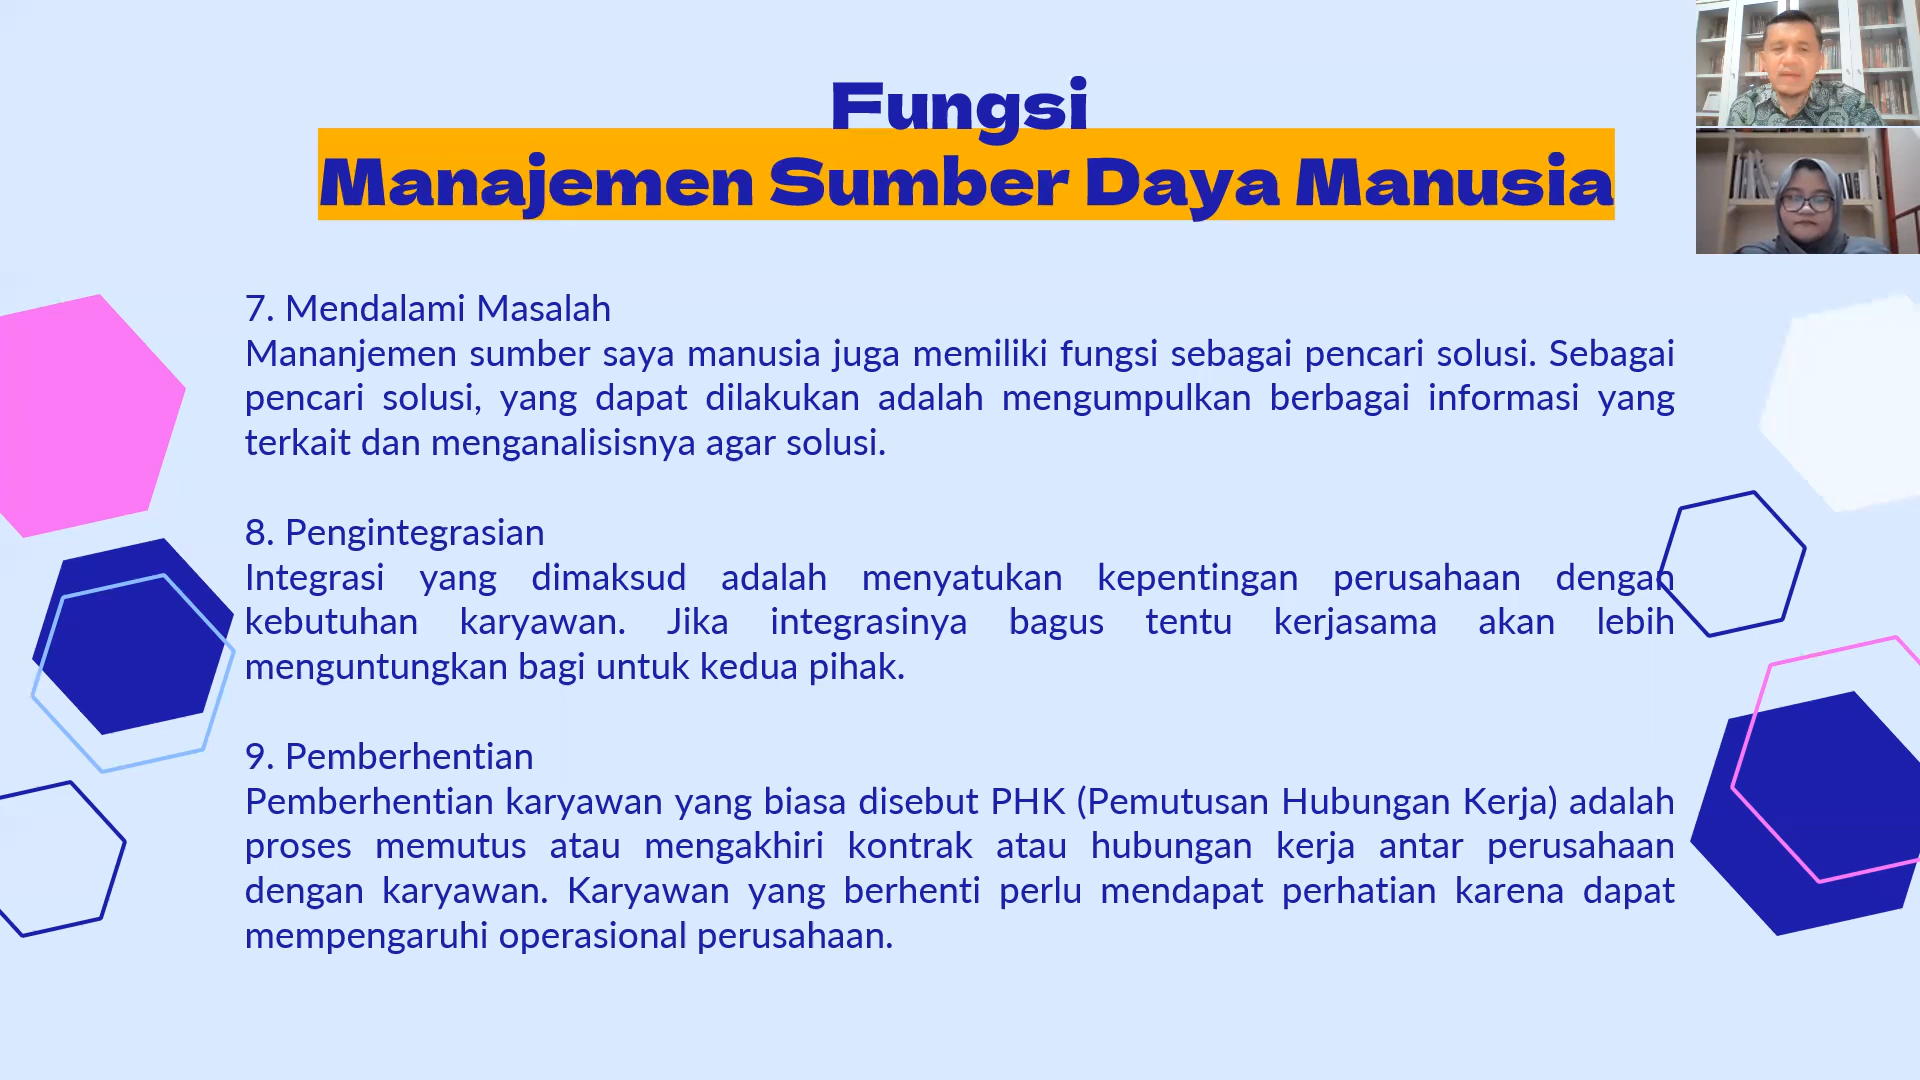 Fungsi
Manajemen Sumber Daya Manusia
7. Mendalami Masalah
Mananjemen sumber saya manusia juga memiliki fungsi sebagai pencari solusi. Sebagai
pencari solusi, yang dapat dilakukan adalah mengumpulkan berbagai informasi yang
terkait dan menganalisisnya agar solusi.
8. Pengintegrasian
Integrasi yang dimaksud adalah menyatukan kepentingan perusahaan dengan
kebutuhan karyawan. Jika integrasinya bagus tentu kerjasama akan lebih
menguntungkan bagi untuk kedua pihak.
9. Pemberhentian
Pemberhentian karyawan yang biasa disebut PHK (Pemutusan Hubungan Kerja) adalah
proses memutus atau mengakhiri kontrak atau hubungan kerja antar perusahaan
dengan karyawan. Karyawan yang berhenti perlu mendapat perhatian karena dapat
mempengaruhi operasional perusahaan.